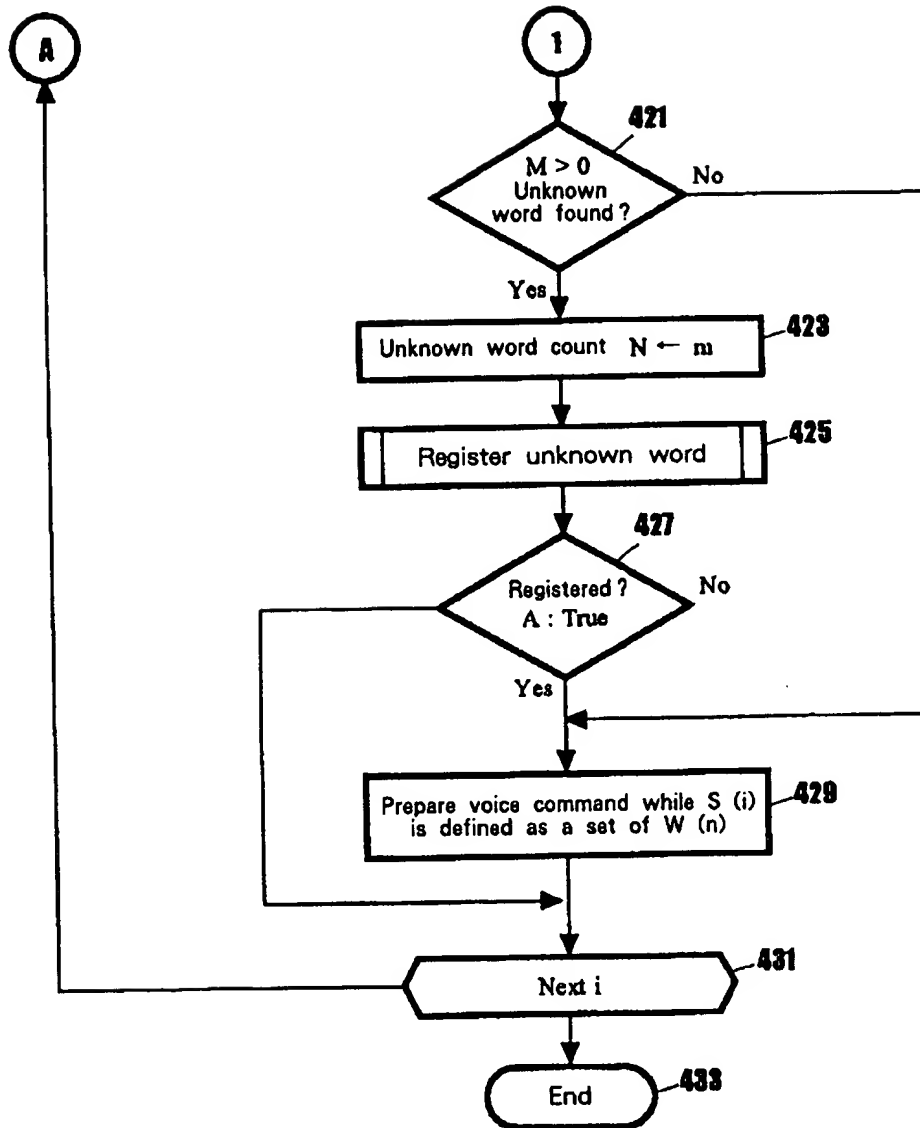 A
1
421
M > 0
Unknown
word found ?
No
Yes
Unknown word count N ← m
423
Register unknown word
425
427
Registered ?
A : True
No
Yes
Prepare voice command while S (i)
is defined as a set of W (n)
429
Next i
431
End
433